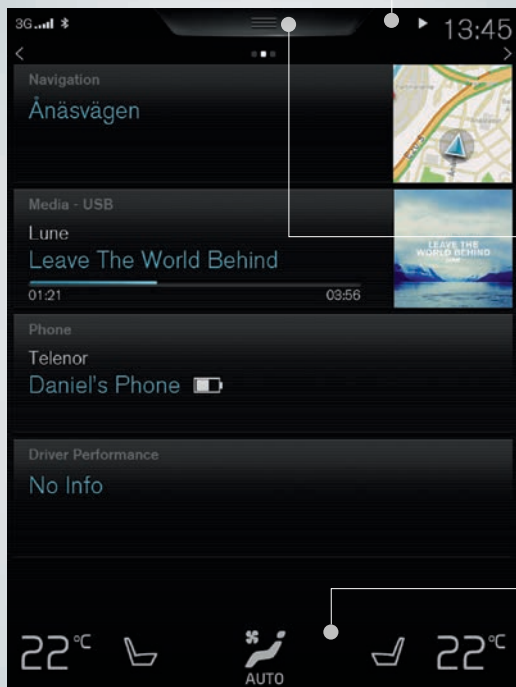 3G
13:45
Navigation
Ånäsvägen
Media - USB
Lune
Leave The World Behind
01:21
03:56
LEAVE THE
WORLD BEHIND
Phone
Telenor
Daniel's Phone
Driver Performance
No Info
22°C
AUTO
22°C